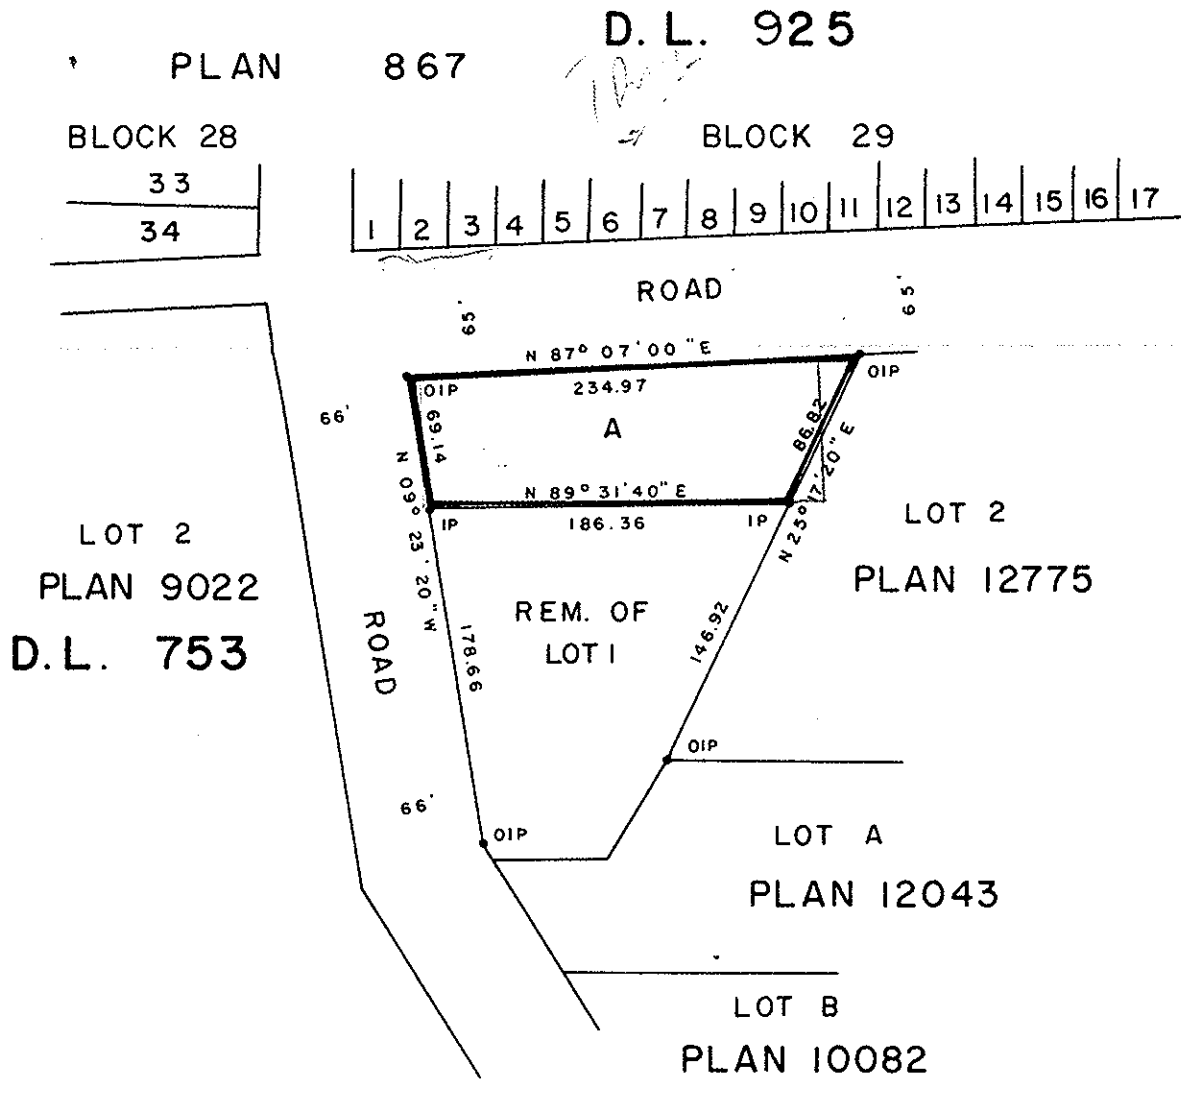 D. L. 925
PLAN 867
BLOCK 28
BLOCK 29
33
34
1 2 3 4 5 6 7 8 9 10 11 12 13 14 15 16 17
ROAD
65'
65'
N 87° 07' 00" E
OIP
234.97
OIP
66'
69.14
A
86.82
N 09° 23' 20" W
N 89° 31' 40" E
N 25° 17' 20" E
IP
186.36
IP
LOT 2
PLAN 9022
D. L. 753
LOT 2
PLAN 12775
REM. OF
LOT 1
ROAD
178.66
146.92
OIP
66'
OIP
LOT A
PLAN 12043
LOT B
PLAN 10082